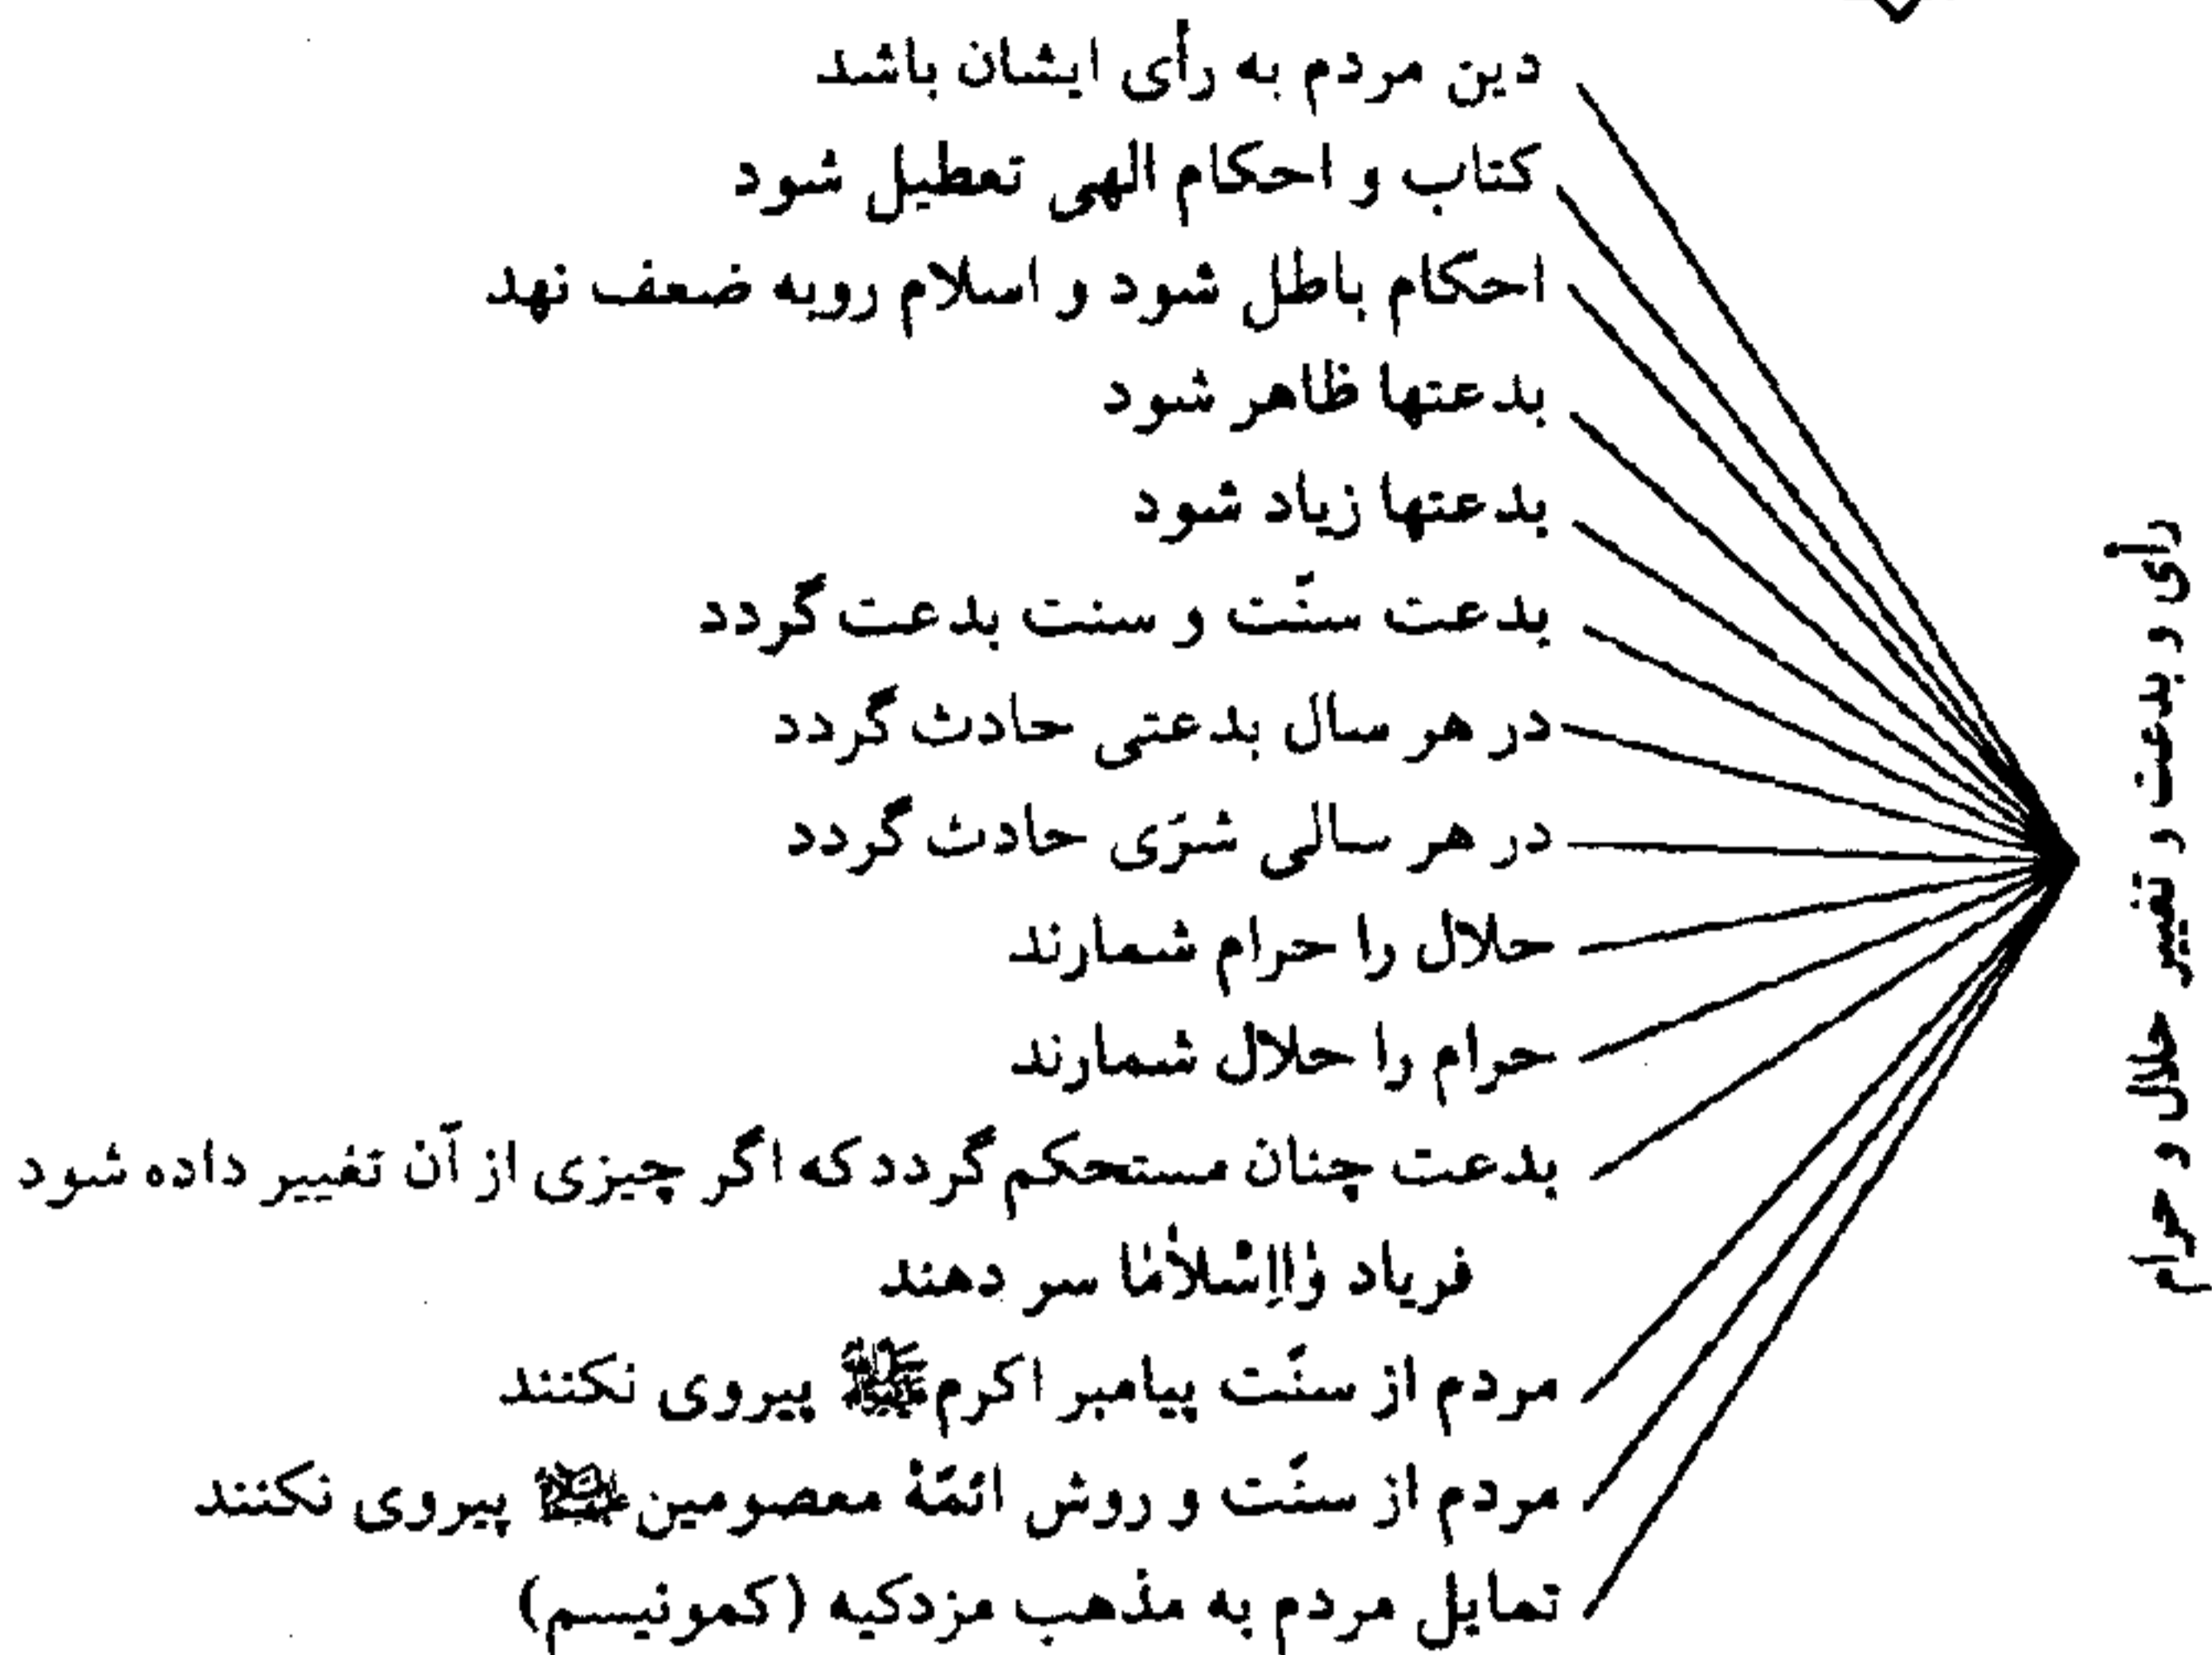 رأی و بدعت و تغییر حلال و حرام
دین مردم به رأی ایشان باشد
کتاب و احکام الهی تعطیل شود
احکام باطل شود و اسلام روبه ضعف نهد
بدعتها ظاهر شود
بدعتها زیاد شود
بدعت سنّت و سنت بدعت گردد
در هر سال بدعتی حادث گردد
در هر سالی شرّی حادث گردد
حلال را حرام شمارند
حرام را حلال شمارند
بدعت چنان مستحکم گردد که اگر چیزی از آن تغییر داده شود
فریاد وٰااِسْلاٰمٰا سر دهند
مردم از سنّت پیامبر اکرم ﷺ پیروی نکنند
مردم از سنّت و روش ائمّهٔ معصومین پیروی نکنند
تمایل مردم به مذهب مزدکیه (کمونیسم)